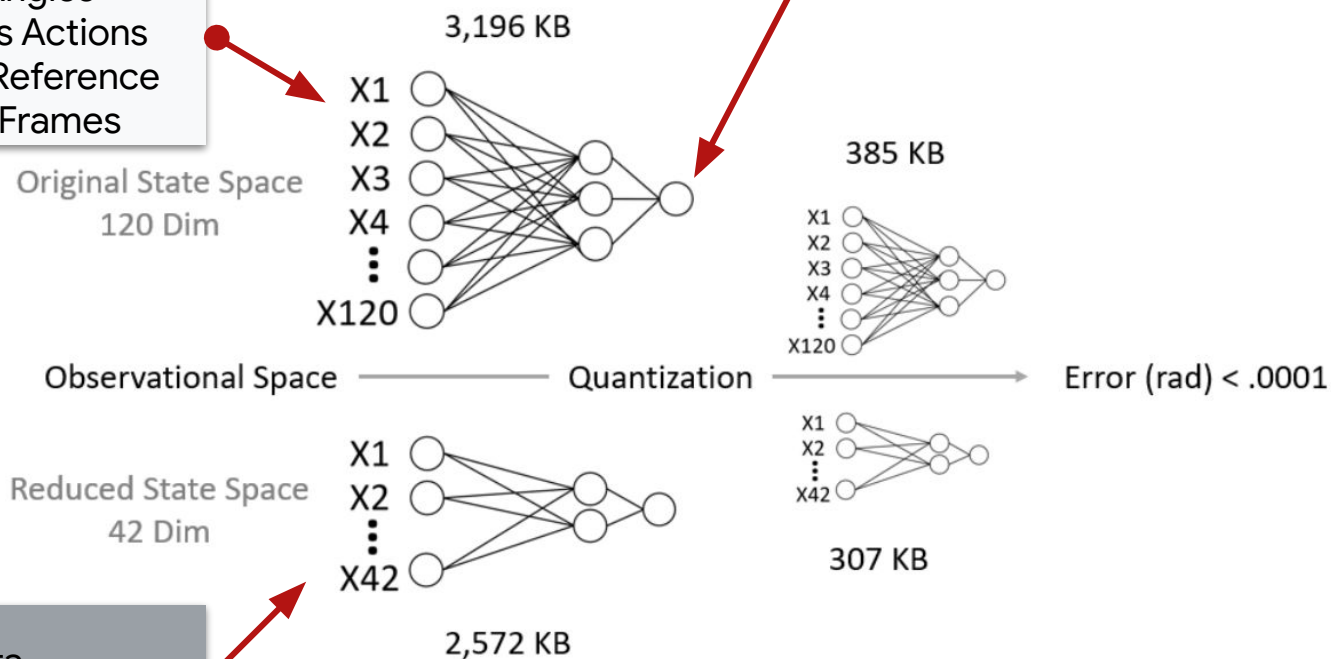 s Actions
Reference
Frames
3,196 KB
X1
X2
X3
X4
X120
Original State Space
120 Dim
385 KB
X1
X2
X3
X4
X120
Observational Space
Quantization
Error (rad) < .0001
X1
X2
X42
Reduced State Space
42 Dim
2,572 KB
X1
X2
X42
307 KB